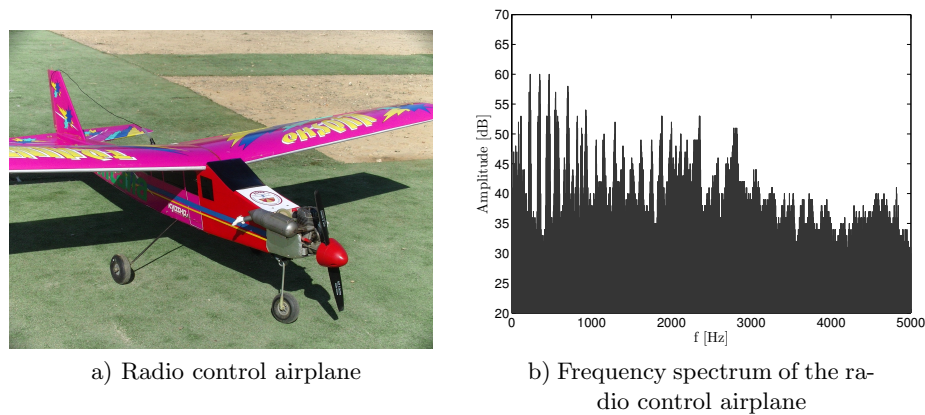 70
65
60
55
50
45
40
35
30
25
20
Amplitude [dB]
0 1000 2000 3000 4000 5000
f [Hz]
a) Radio control airplane
b) Frequency spectrum of the ra-
dio control airplane